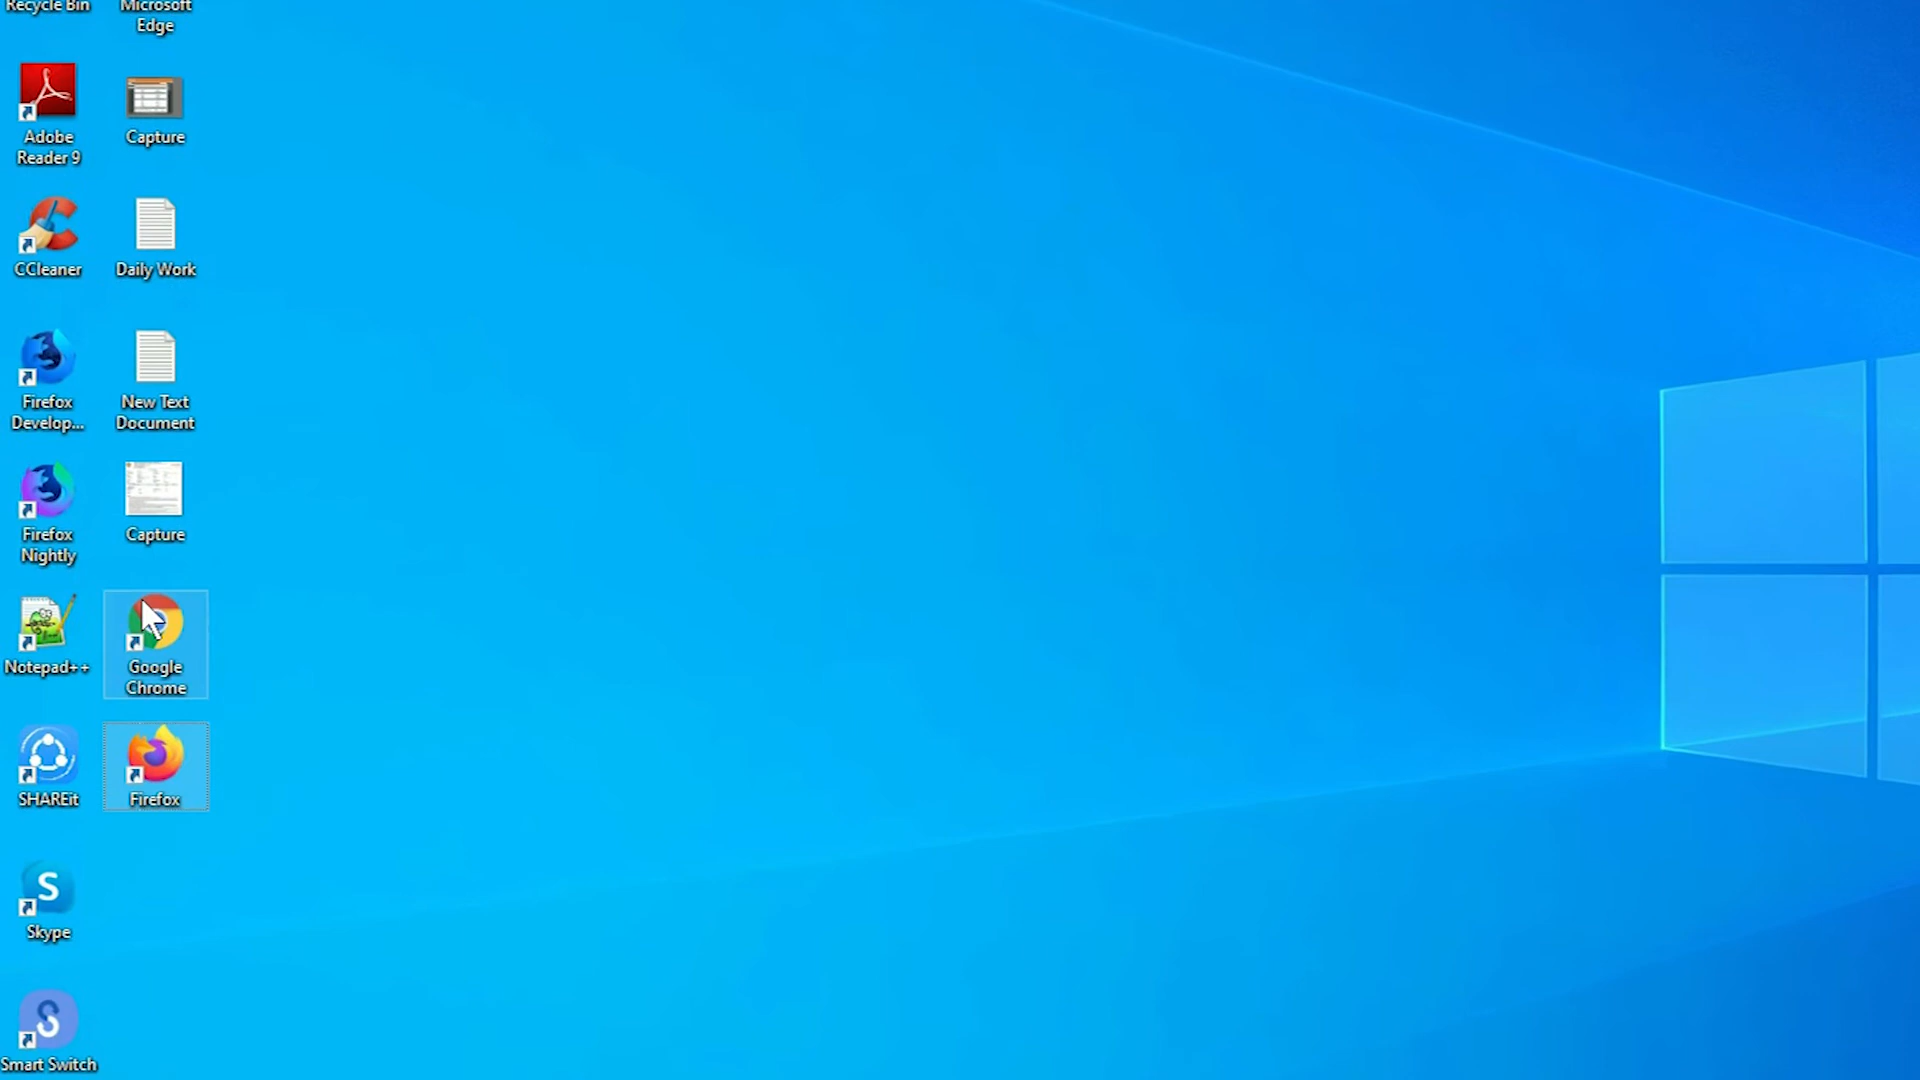 Recycle Bin
Microsoft
Edge
Adobe
Reader 9
Capture
CCleaner
Daily Work
Firefox
Develop...
New Text
Document
Firefox
Nightly
Capture
Notepad++
Google
Chrome
SHAREit
Firefox
Skype
Smart Switch